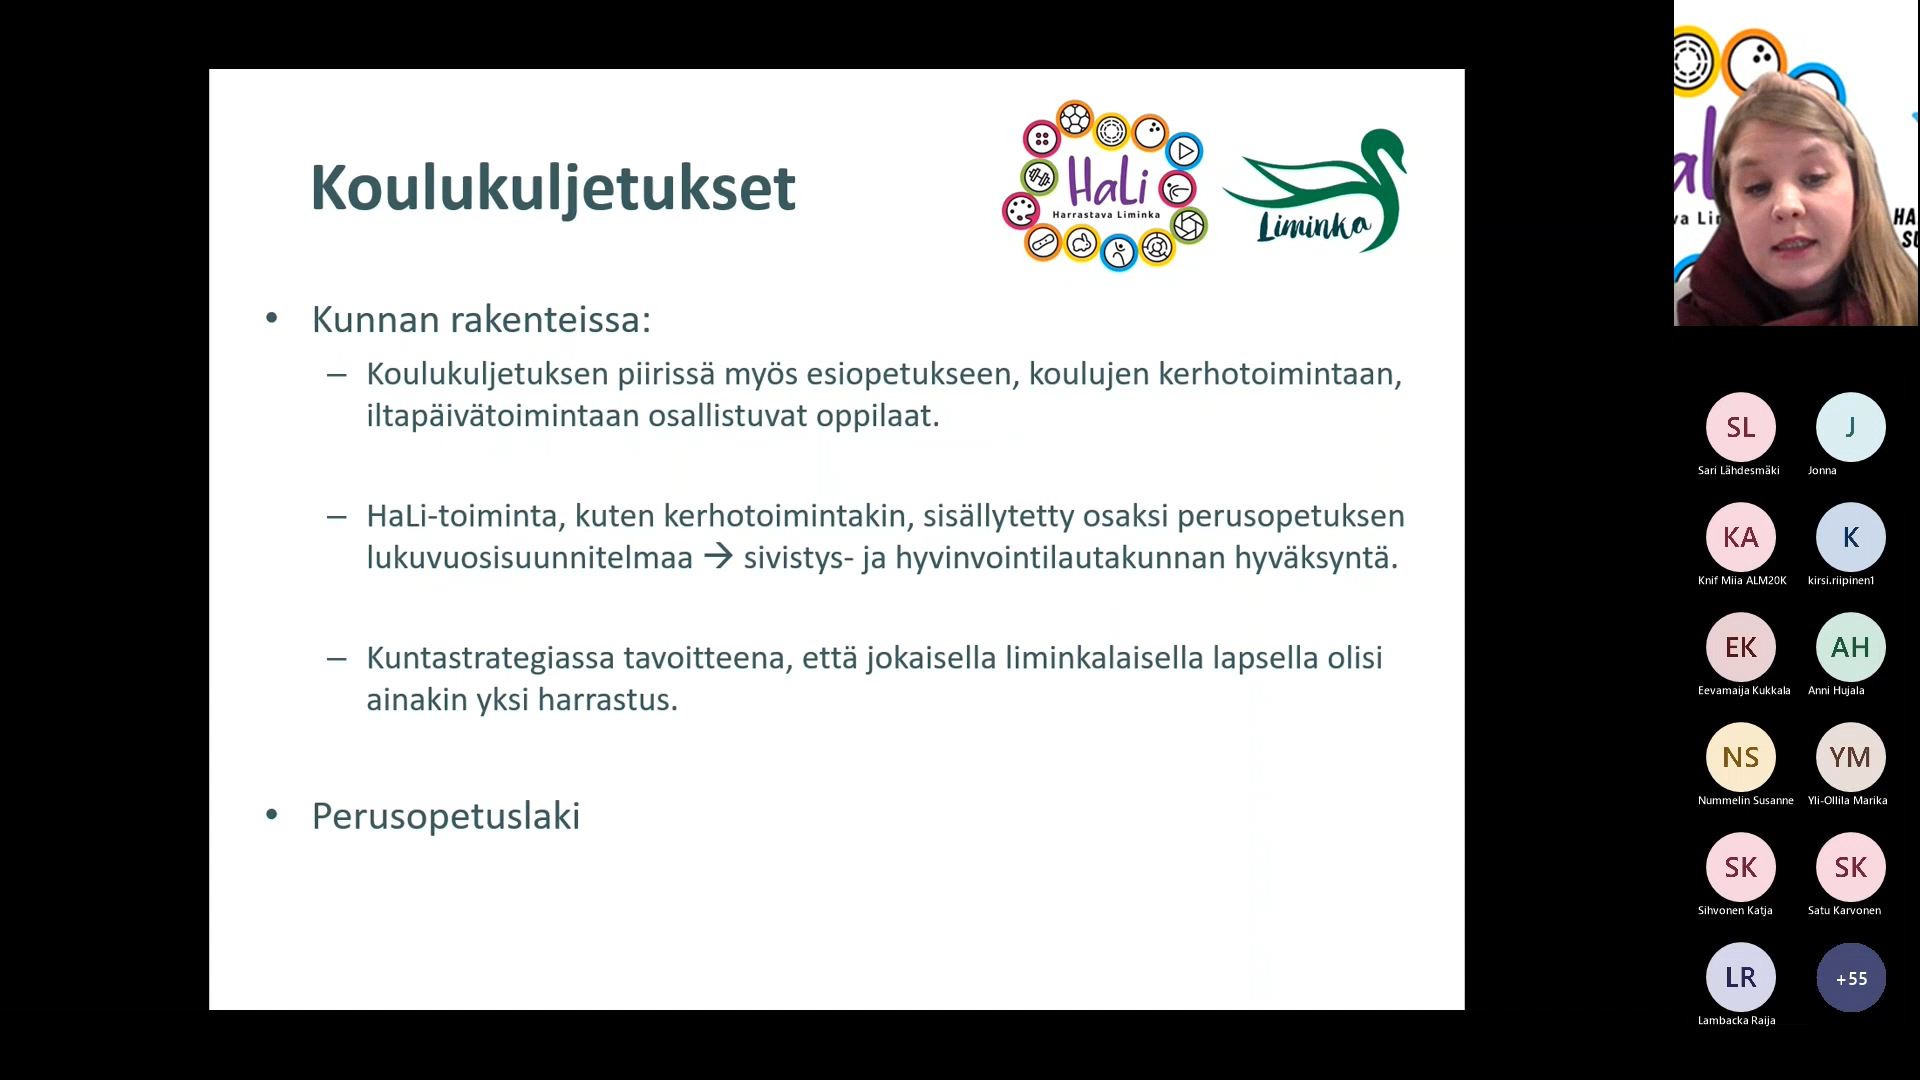 Koulukuljetukset
HaLi
Harrastava Liminka
Liminka
• Kunnan rakenteissa:
– Koulukuljetuksen piirissä myös esiopetukseen, koulujen kerhotoimintaan,
iltapäivätoimintaan osallistuvat oppilaat.
– HaLi-toiminta, kuten kerhotoimintakin, sisällytetty osaksi perusopetuksen
lukuvuosisuunnitelmaa → sivistys- ja hyvinvointilautakunnan hyväksyntä.
– Kuntastrategiassa tavoitteena, että jokaisella liminkalaisella lapsella olisi
ainakin yksi harrastus.
• Perusopetuslaki
SL J
Sari Lähdesmäki Jonna
KA K
Knif Miia ALM20K kirsi.riipinen1
EK AH
Eevamaija Kukkala Anni Hujala
NS YM
Nummelin Susanne Yli-Ollila Marika
SK SK
Sihvonen Katja Satu Karvonen
LR +55
Lambacka Raija